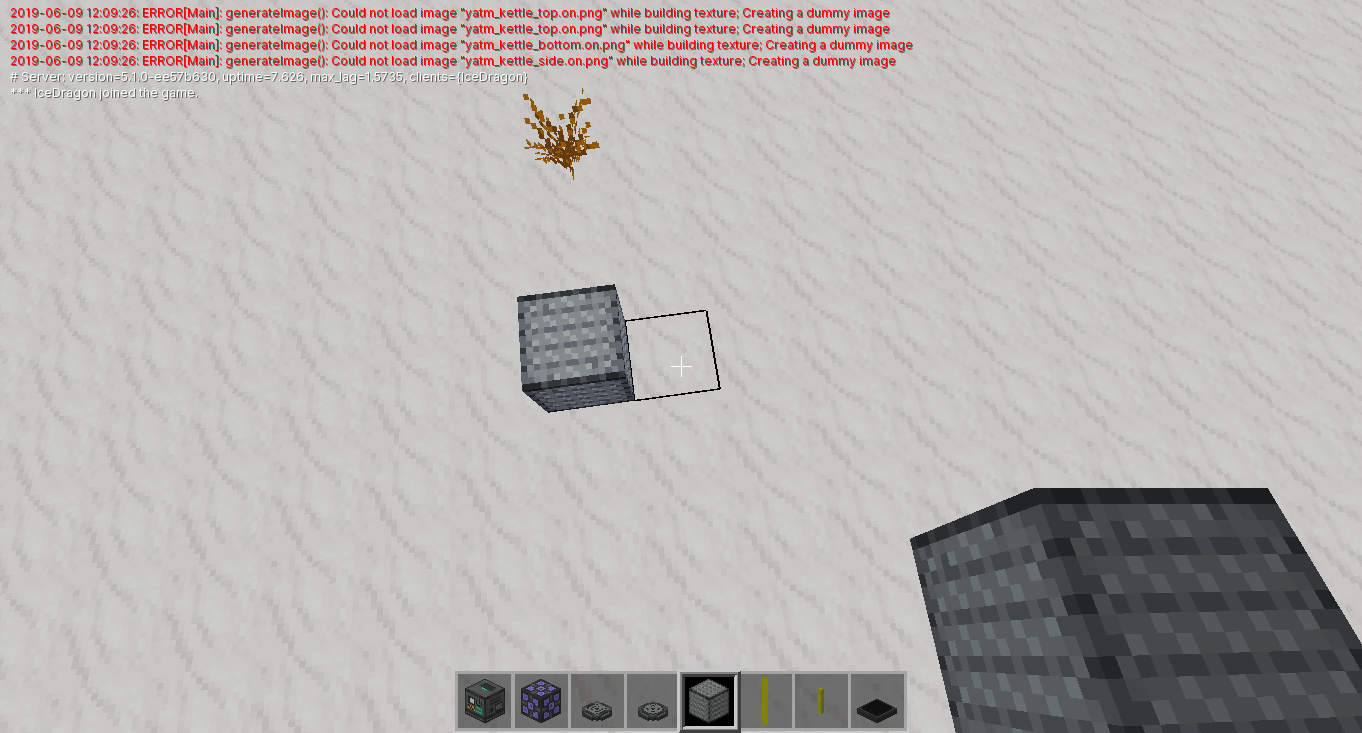 2019-06-09 12:09:26: ERROR[Main]: generateImage(): Could not load image "yatm_kettle_top.on.png" while building texture; Creating a dummy image
2019-06-09 12:09:26: ERROR[Main]: generateImage(): Could not load image "yatm_kettle_top.on.png" while building texture; Creating a dummy image
2019-06-09 12:09:26: ERROR[Main]: generateImage(): Could not load image "yatm_kettle_bottom.on.png" while building texture; Creating a dummy image
2019-06-09 12:09:26: ERROR[Main]: generateImage(): Could not load image "yatm_kettle_side.on.png" while building texture; Creating a dummy image
# Server: version=5.1.0-ee57b630, uptime=7.626, max_lag=1.5735, clients={IceDragon}
*** IceDragon joined the game.